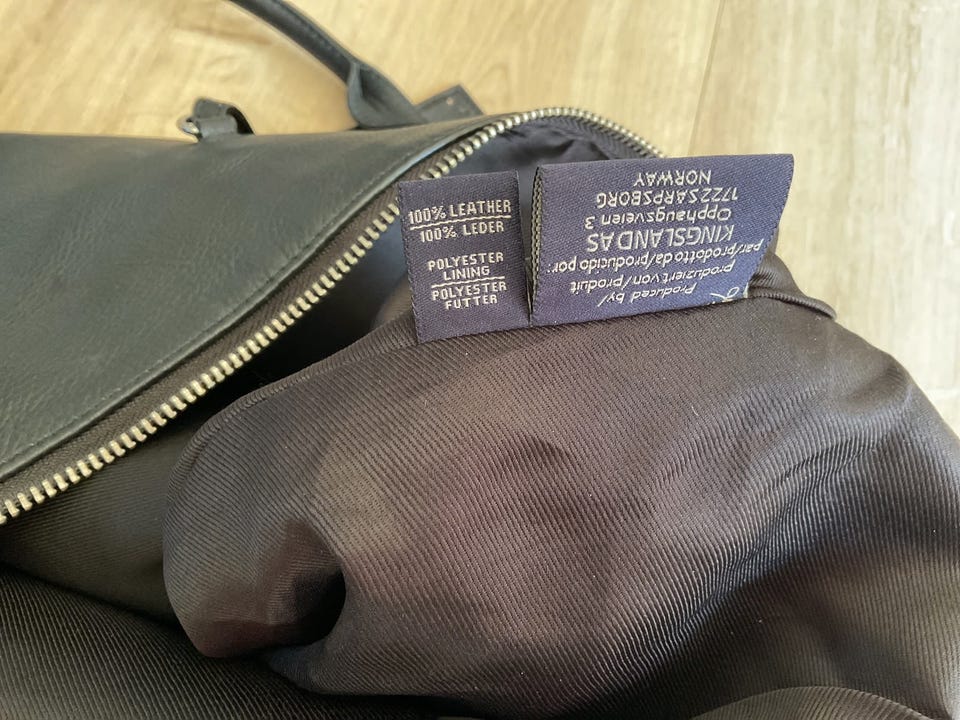 100% LEATHER
100% LEDER
POLYESTER
LINING
POLYESTER
FUTTER
Produced by/
produziert von/produit
par/prodotto da/producido por:
KINGSLAND AS
Opphaugsveien 3
1722 SARPSBORG
NORWAY